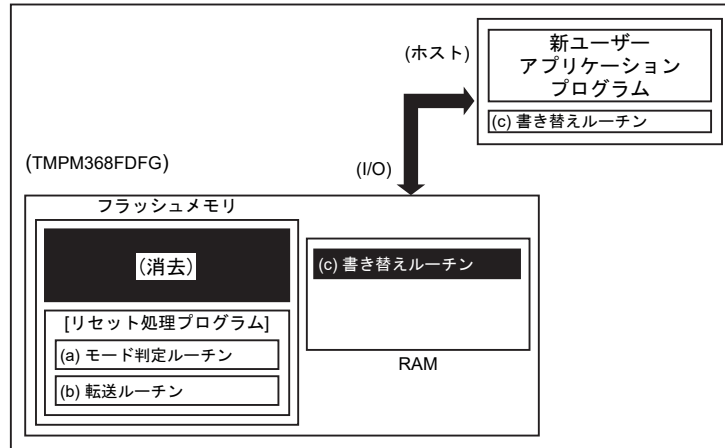 (ホスト)
新ユーザー
アプリケーション
プログラム
(c) 書き替えルーチン
(TMPM368FDFG)
(I/O)
フラッシュメモリ
(消去)
[リセット処理プログラム]
(a) モード判定ルーチン
(b) 転送ルーチン
(c) 書き替えルーチン
RAM